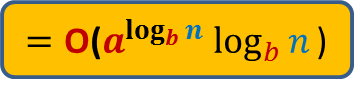 = O(a^{log_b n} log_b n)